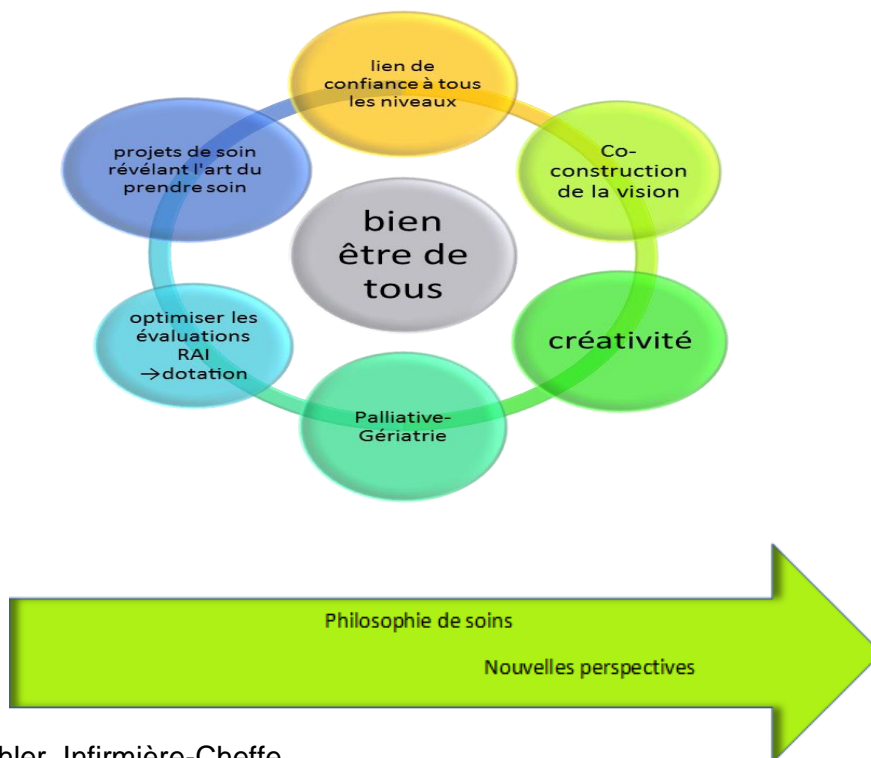 lien de
confiance à tous
les niveaux
Co-
construction
de la vision
créativité
Palliative-
Gériatrie
optimiser les
évaluations
RAI
→dotation
projets de soin
révélant l'art du
prendre soin
bien
être de
tous
Philosophie de soins
Nouvelles perspectives
Infirmière-Cheffe